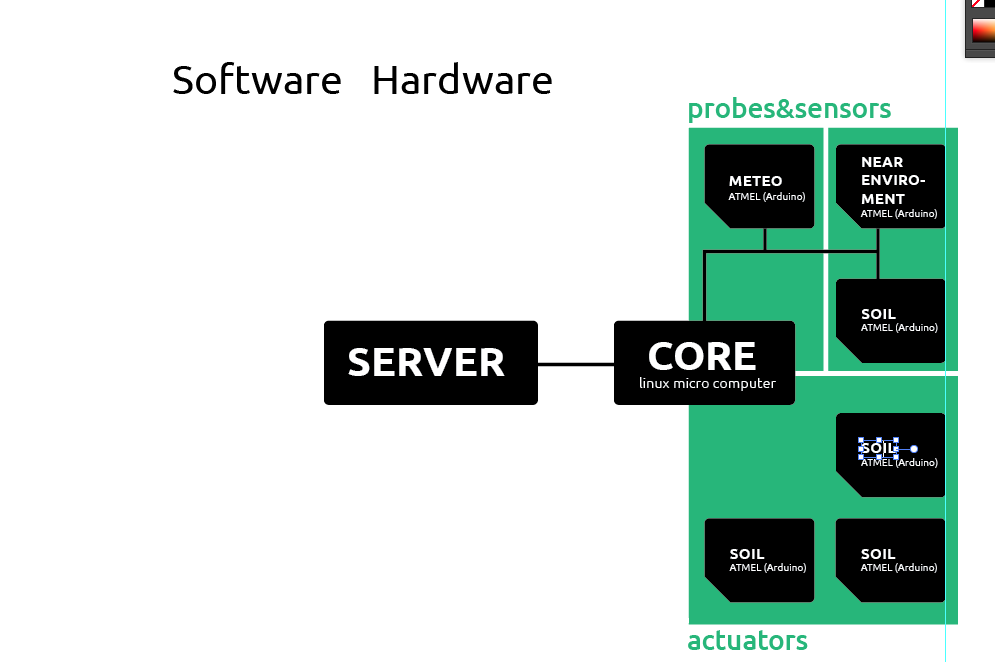 Software Hardware
probes&sensors
METEO
ATMEL (Arduino)
NEAR
ENVIRO-
MENT
ATMEL (Arduino)
SOIL
ATMEL (Arduino)
SERVER
CORE
linux micro computer
SOIL
ATMEL (Arduino)
SOIL
ATMEL (Arduino)
SOIL
ATMEL (Arduino)
actuators